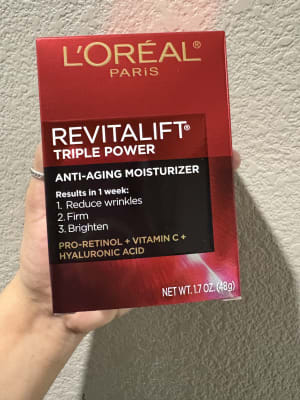 L'ORÉAL®
PARIS
REVITALIFT®
TRIPLE POWER
ANTI-AGING MOISTURIZER
Results in 1 week:
1. Reduce wrinkles
2. Firm
3. Brighten
PRO-RETINOL + VITAMIN C +
HYALURONIC ACID
NET WT. 1.7 OZ. (48g)